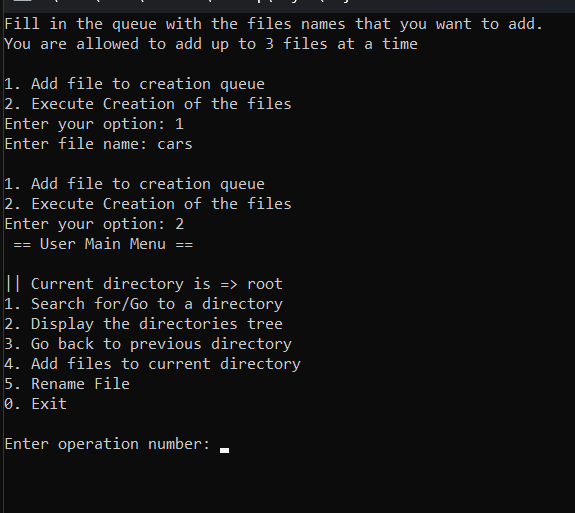 Fill in the queue with the files names that you want to add.
You are allowed to add up to 3 files at a time
1. Add file to creation queue
2. Execute Creation of the files
Enter your option: 1
Enter file name: cars
1. Add file to creation queue
2. Execute Creation of the files
Enter your option: 2
== User Main Menu ==
|| Current directory is => root
1. Search for/Go to a directory
2. Display the directories tree
3. Go back to previous directory
4. Add files to current directory
5. Rename File
0. Exit
Enter operation number: